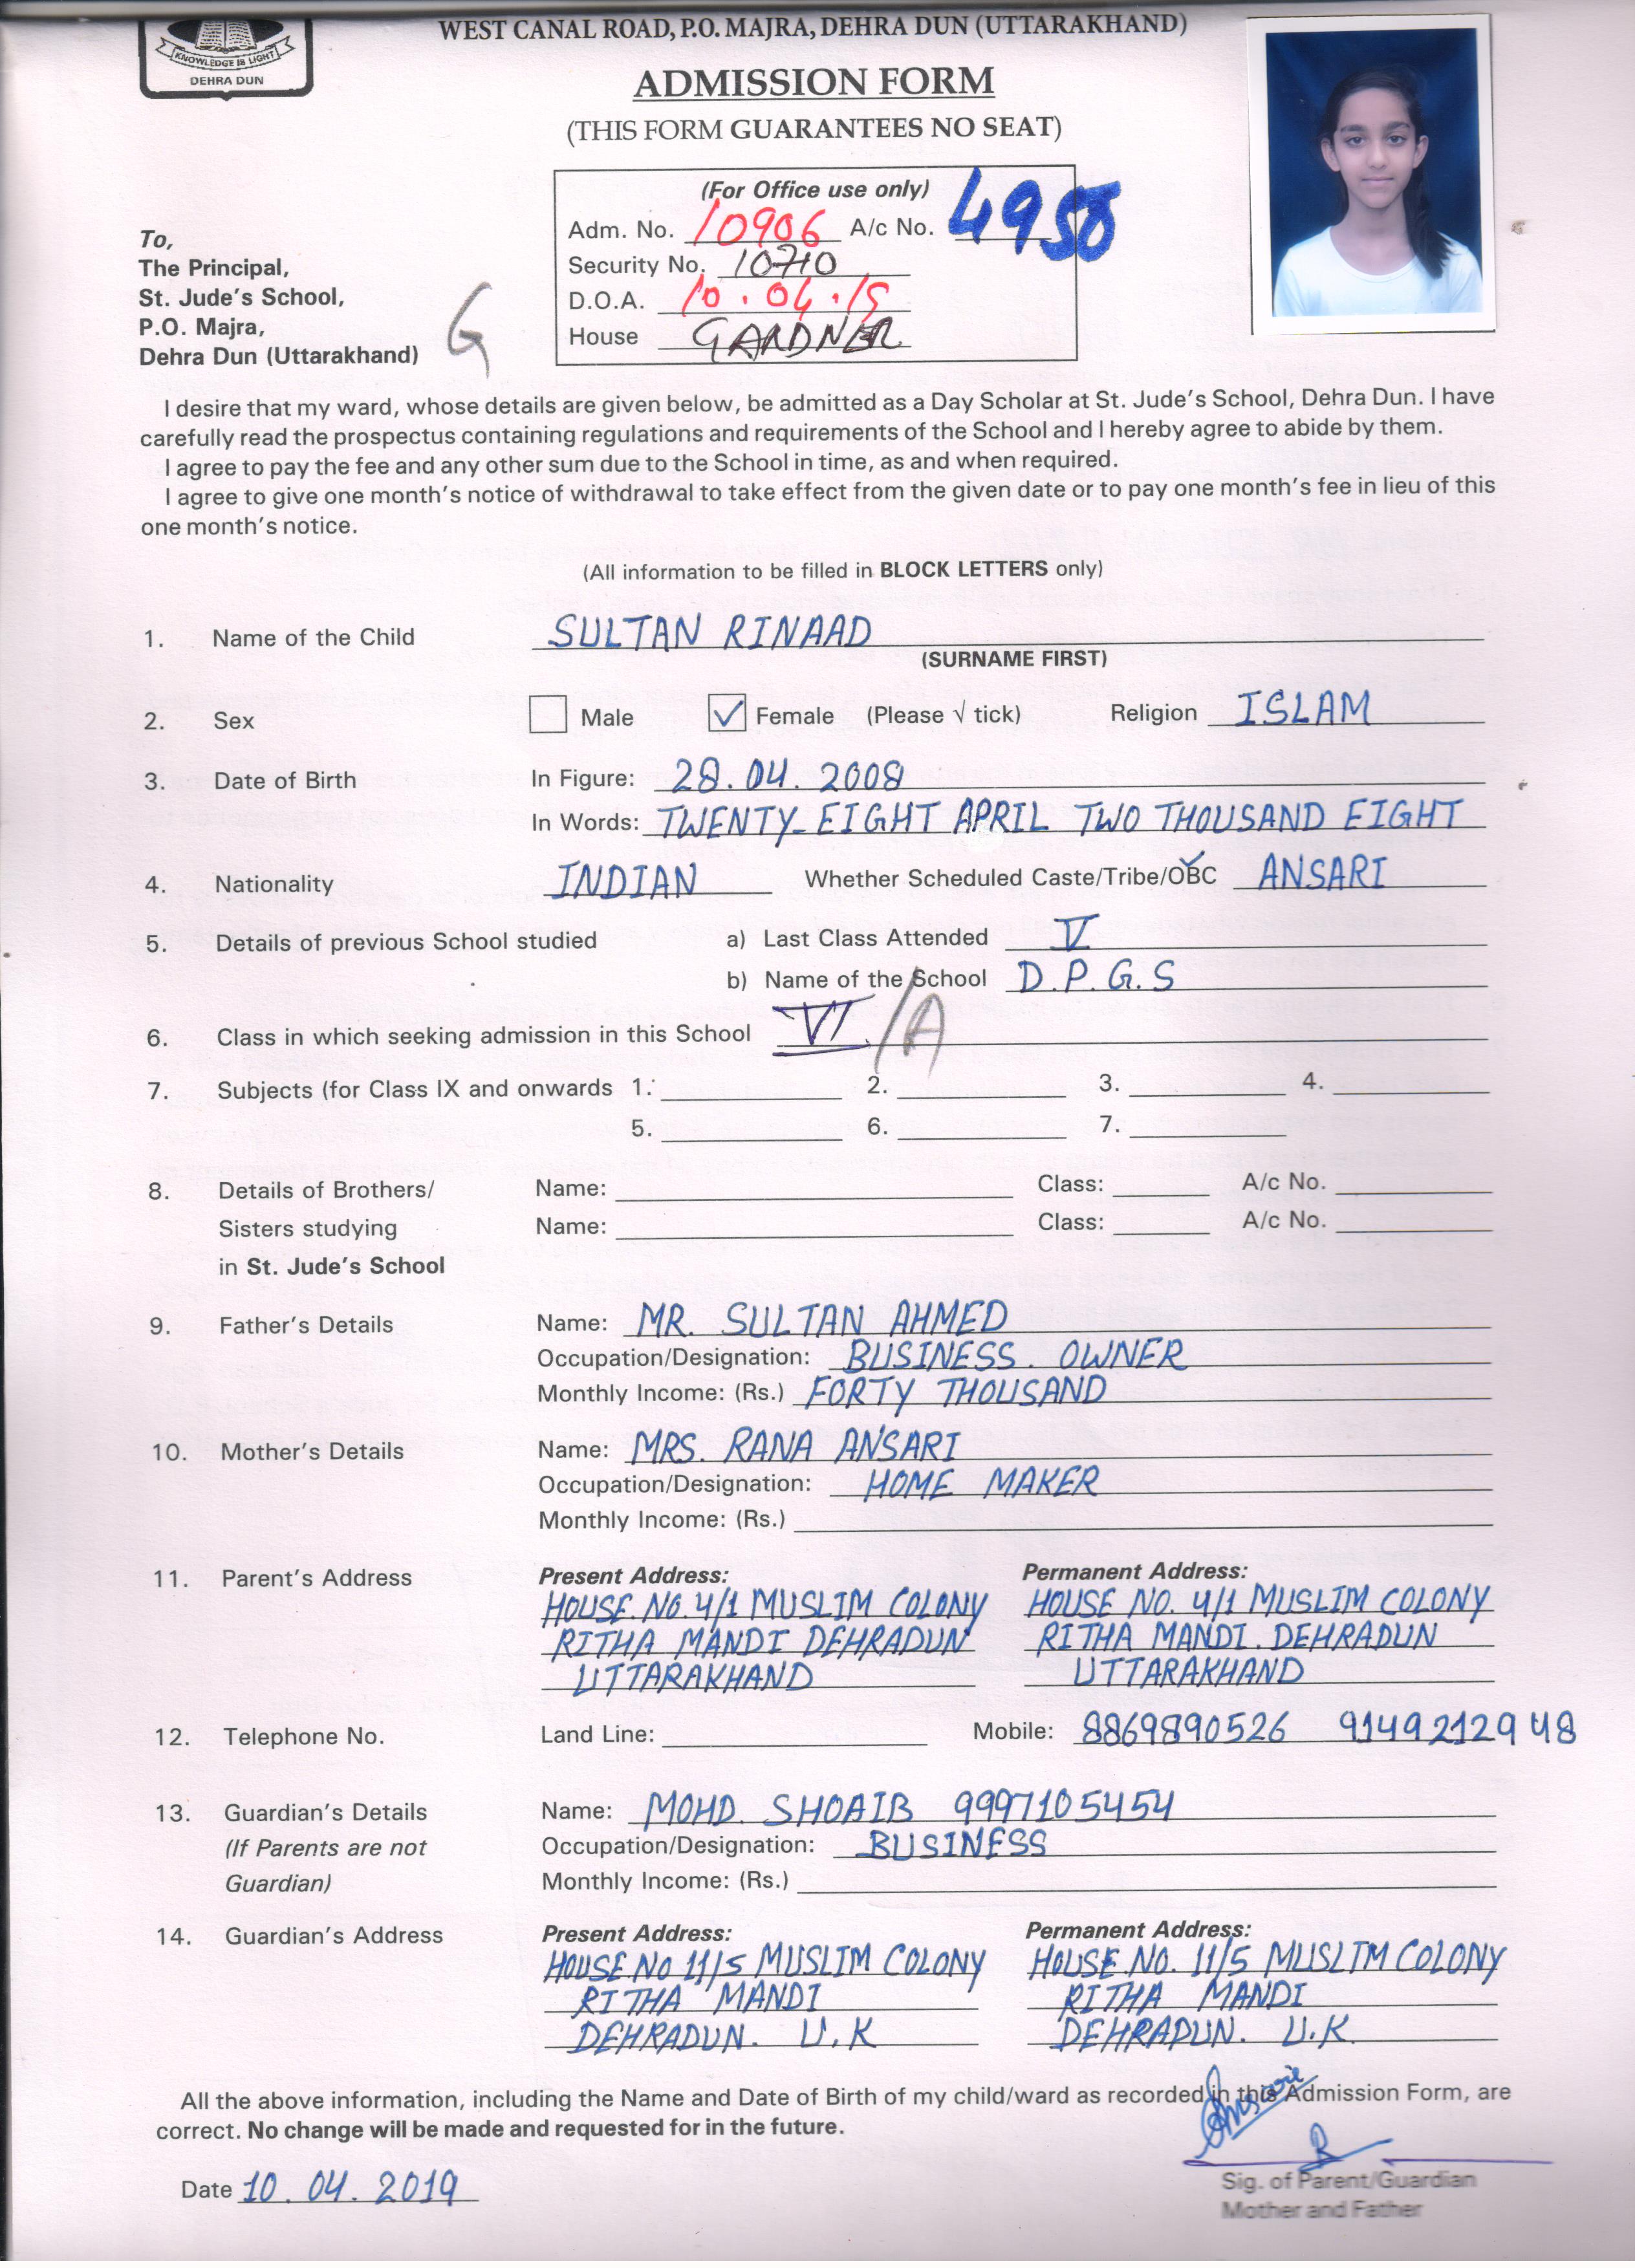 KNOWLEDGE IS LIGHT
DEHRA DUN
WEST CANAL ROAD, P.O. MAJRA, DEHRA DUN (UTTARAKHAND)
ADMISSION FORM
(THIS FORM GUARANTEES NO SEAT)
(For Office use only)
Adm. No. 10906 A/c No. 4958
Security No. 10710
D.O.A. 10.04.19
House GARDNER
To,
The Principal,
St. Jude's School,
P.O. Majra,
Dehra Dun (Uttarakhand)
G
I desire that my ward, whose details are given below, be admitted as a Day Scholar at St. Jude's School, Dehra Dun. I have
carefully read the prospectus containing regulations and requirements of the School and I hereby agree to abide by them.
I agree to pay the fee and any other sum due to the School in time, as and when required.
I agree to give one month's notice of withdrawal to take effect from the given date or to pay one month's fee in lieu of this
one month's notice.
(All information to be filled in BLOCK LETTERS only)
1. Name of the Child SULTAN RINAAD
(SURNAME FIRST)
2. Sex Male ✓ Female (Please √ tick) Religion ISLAM
3. Date of Birth In Figure: 28.04.2008
In Words: TWENTY-EIGHT APRIL TWO THOUSAND EIGHT
4. Nationality INDIAN Whether Scheduled Caste/Tribe/OBC ANSARI
5. Details of previous School studied a) Last Class Attended V
b) Name of the School D.P.G.S
6. Class in which seeking admission in this School VI /A
7. Subjects (for Class IX and onwards 1. 2. 3. 4.
5. 6. 7.
8. Details of Brothers/ Name: Class: A/c No.
Sisters studying Name: Class: A/c No.
in St. Jude's School
9. Father's Details Name: MR. SULTAN AHMED
Occupation/Designation: BUSINESS. OWNER
Monthly Income: (Rs.) FORTY THOUSAND
10. Mother's Details Name: MRS. RANA ANSARI
Occupation/Designation: HOME MAKER
Monthly Income: (Rs.)
11. Parent's Address Present Address: Permanent Address:
HOUSE.NO.4/1 MUSLIM COLONY HOUSE NO. 4/1 MUSLIM COLONY
RITHA MANDI DEHRADUN RITHA MANDI. DEHRADUN
UTTARAKHAND UTTARAKHAND
12. Telephone No. Land Line: Mobile: 8869890526 9149212948
13. Guardian's Details Name: MOHD. SHOAIB 9997105454
(If Parents are not Occupation/Designation: BUSINESS
Guardian) Monthly Income: (Rs.)
14. Guardian's Address Present Address: Permanent Address:
HOUSE.NO 11/5 MUSLIM COLONY HOUSE.NO. 11/5 MUSLIM COLONY
RITHA MANDI RITHA MANDI
DEHRADUN. U.K DEHRADUN. U.K.
All the above information, including the Name and Date of Birth of my child/ward as recorded in this Admission Form, are
correct. No change will be made and requested for in the future.
Date 10.04.2019
Sig. of Parent/Guardian
Mother and Father